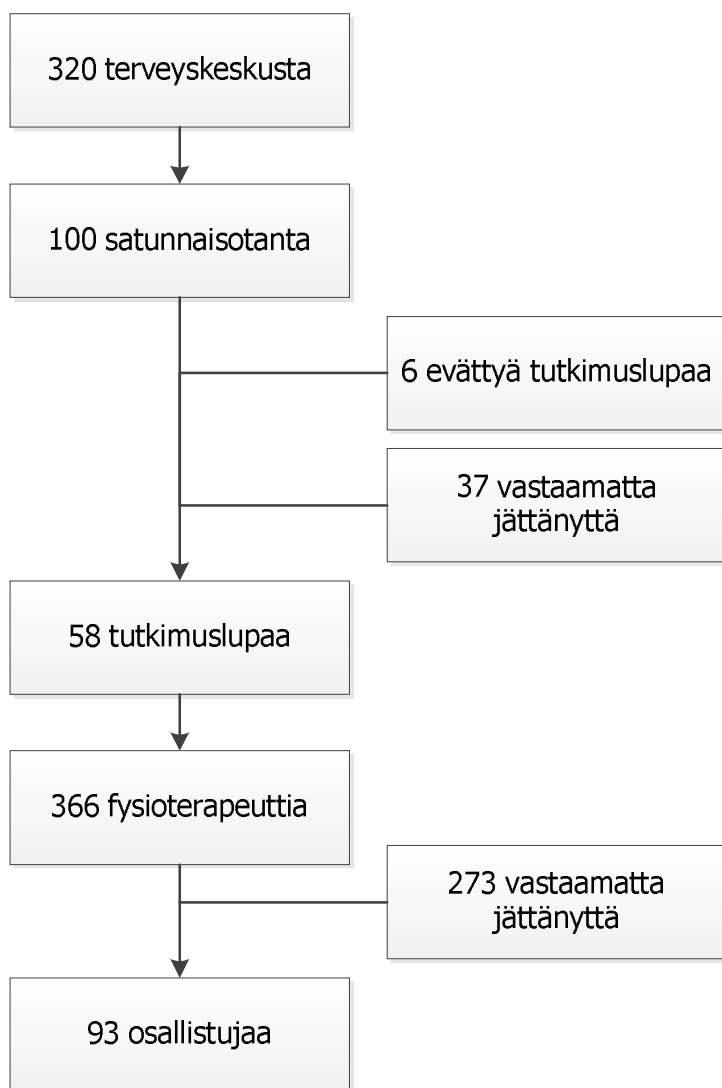 320 terveyskeskusta
100 satunnaisotanta
6 evättyä tutkimuslupaa
37 vastaamatta
jättänyttä
58 tutkimuslupaa
366 fysioterapeuttia
273 vastaamatta
jättänyttä
93 osallistujaa